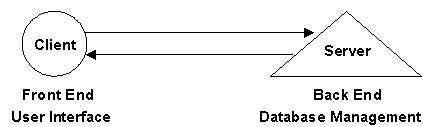 Client
Server
Front End
User Interface
Back End
Database Management